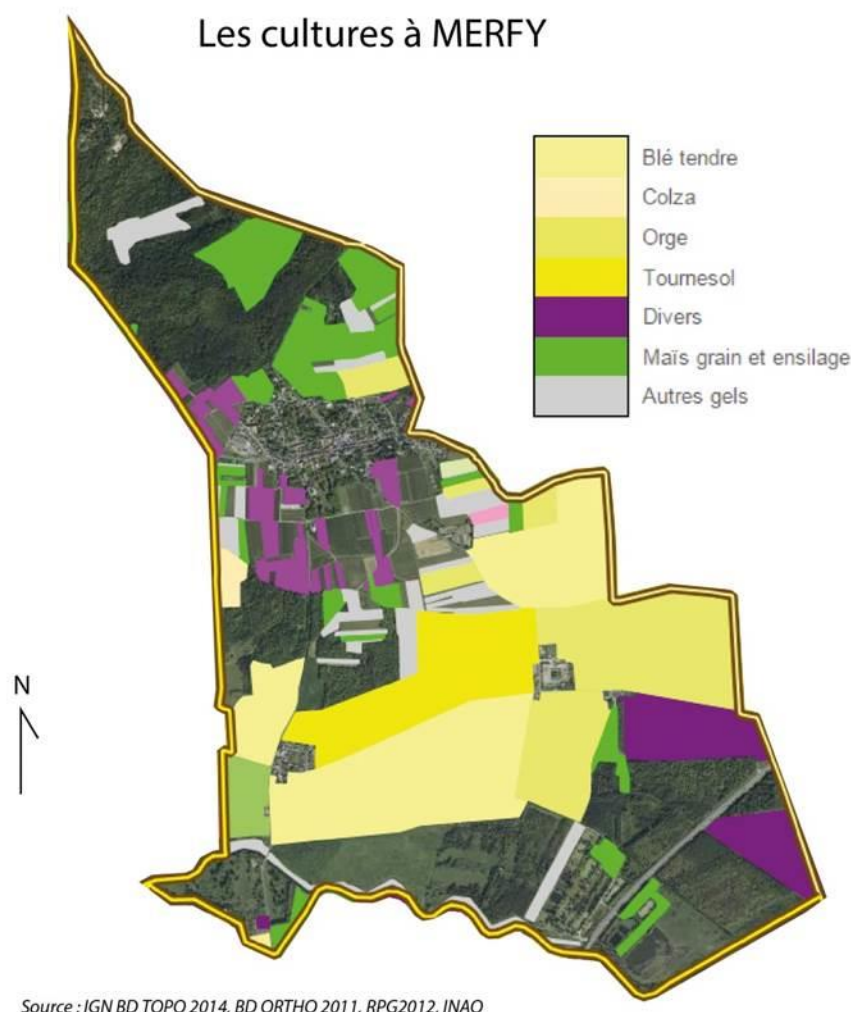 Les cultures à MERFY
Blé tendre
Colza
Orge
Tournesol
Divers
Maïs grain et ensilage
Autres gels
N
Source : IGN BD TOPO 2014, BD ORTHO 2011, RPG2012, INAO